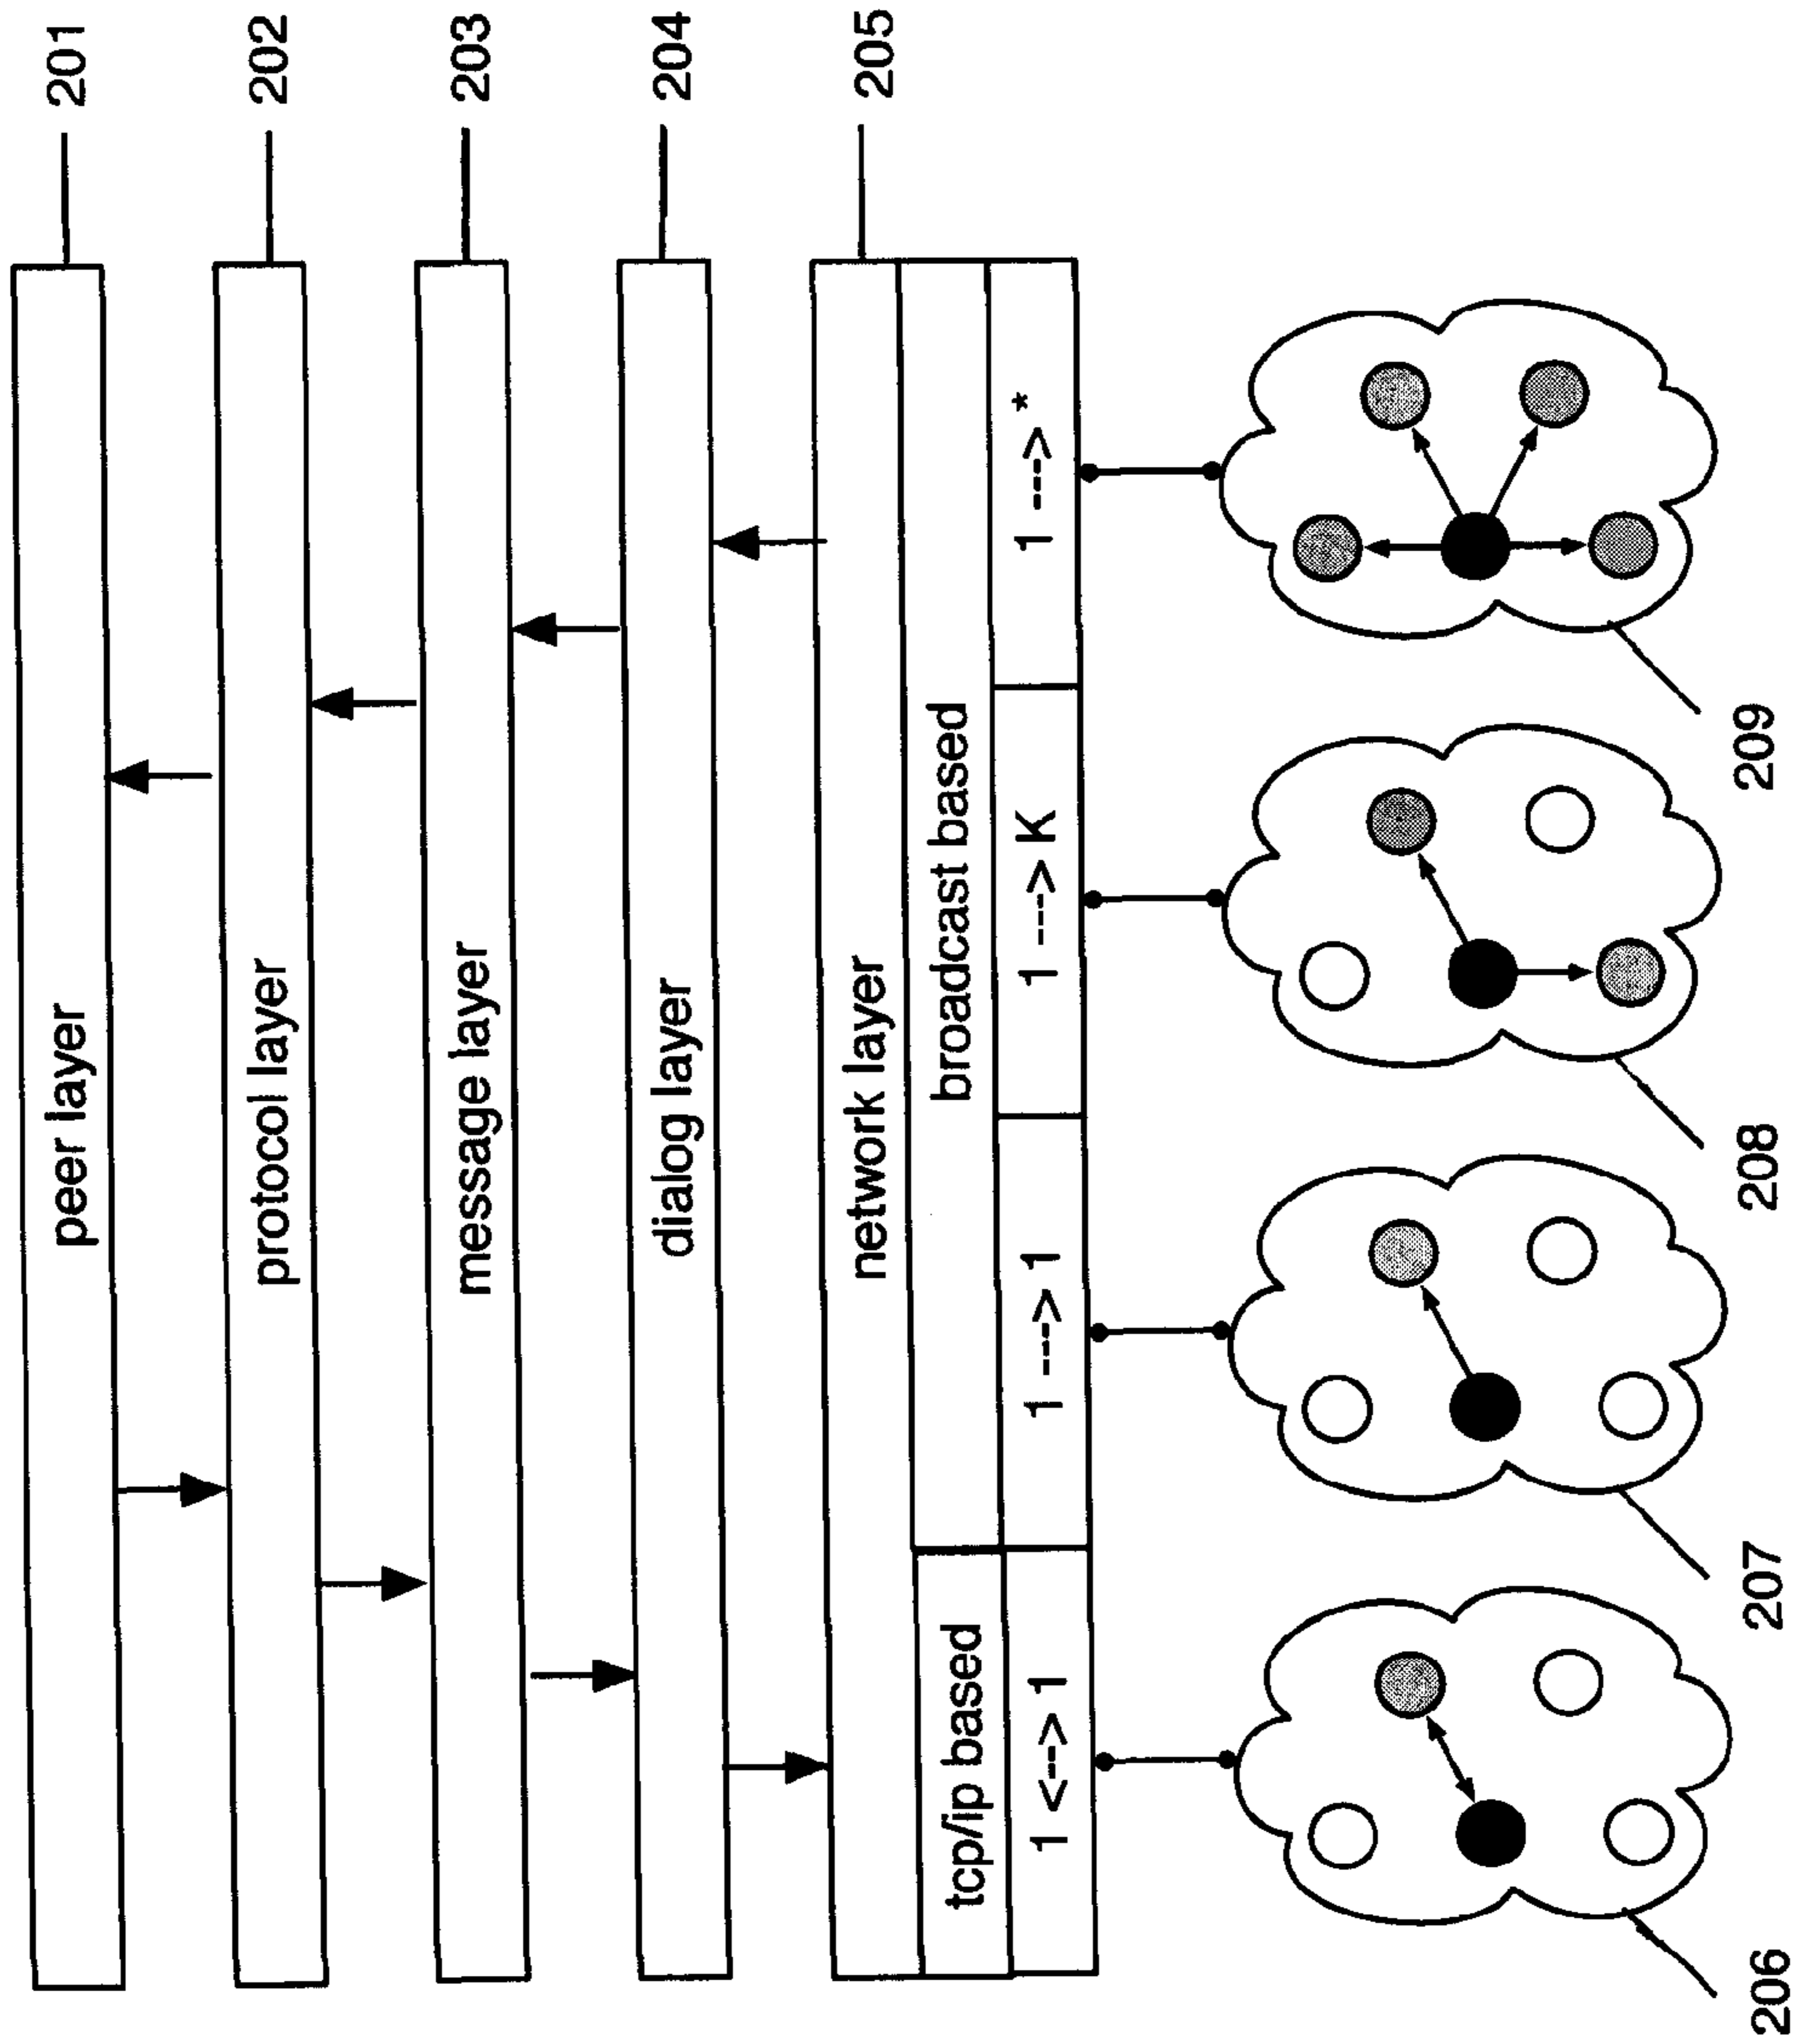 peer layer
201
protocol layer
202
message layer
203
dialog layer
204
network layer
205
tcp/ip based
broadcast based
1 <--> 1
1 ---> 1
1 ---> K
1 ---> *
206
207
208
209